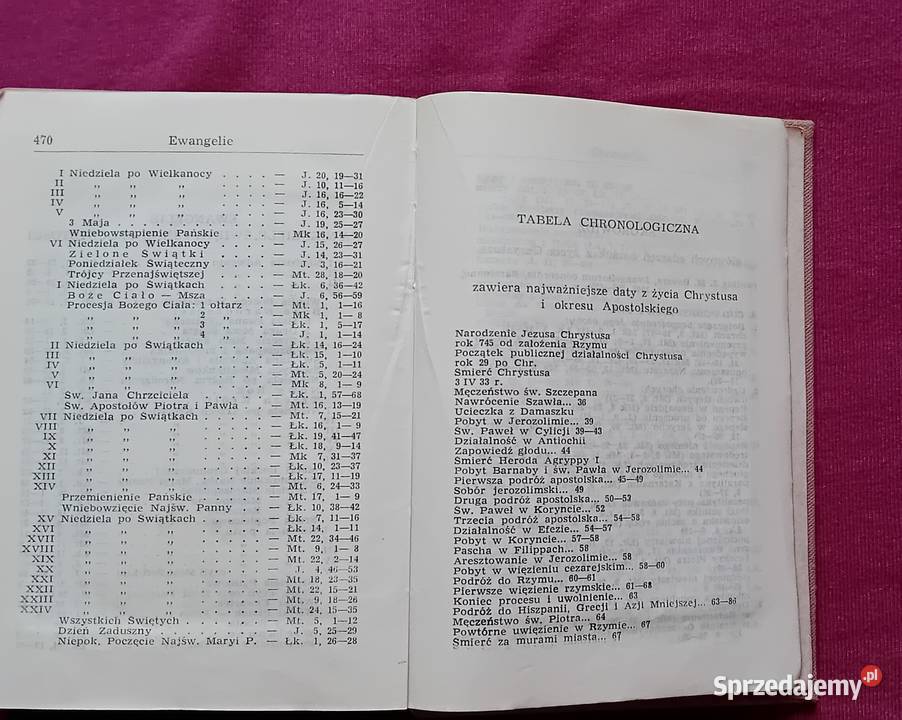 470 Ewangelie
I Niedziela po Wielkanocy . . . . — J. 20, 19—31
II „ „ „ . . . . — J. 10, 11—16
III „ „ „ . . . . — J. 16, 16—22
IV „ „ „ . . . . — J. 16, 5—14
V „ „ „ . . . . — J. 16, 23—30
3 Maja . . . . . . . . . . — J. 19, 25—27
Wniebowstąpienie Pańskie . . . . — Mk 16, 14—20
VI Niedziela po Wielkanocy . . . . — J. 15, 26—27
Zielone Świątki . . . . — J. 14, 23—31
Poniedziałek Świąteczny . . . . — J. 3, 16—21
Trójcy Przenajświętszej . . . . — Mt. 28, 18—20
I Niedziela po Świątkach . . . . — Łk. 6, 36—42
Boże Ciało — Msza . . . . — J. 6, 56—59
Procesja Bożego Ciała: 1 ołtarz . — Mt. 1, 1—16
„ „ „ 2 „ . — Mk 1, 1— 8
„ „ „ 3 „ . — Łk. 1, 5—17
„ „ „ 4 „ . — J. 1, 1—14
II Niedziela po Świątkach . . . . — Łk. 14, 16—24
III „ „ „ . . . . — Łk. 15, 1—10
IV „ „ „ . . . . — Łk. 5, 1—11
V „ „ „ . . . . — Mt. 5, 20—24
VI „ „ „ . . . . — Mk 8, 1— 9
Św. Jana Chrzciciela . . . . — Łk. 1, 57—68
Św. Apostołów Piotra i Pawła . . — Mt. 16, 13—19
VII Niedziela po Świątkach . . . . — Mt. 7, 15—21
VIII „ „ „ . . . . — Łk. 16, 1— 9
IX „ „ „ . . . . — Łk. 19, 41—47
X „ „ „ . . . . — Łk. 18, 9—14
XI „ „ „ . . . . — Mk 7, 31—37
XII „ „ „ . . . . — Łk. 10, 23—37
XIII „ „ „ . . . . — Łk. 17, 11—19
XIV „ „ „ . . . . — Mt. 6, 24—33
Przemienienie Pańskie . . . . — Mt. 17, 1— 9
Wniebowzięcie Najśw. Panny . — Łk. 10, 38—42
XV Niedziela po Świątkach . . . . — Łk. 7, 11—16
XVI „ „ „ . . . . — Łk. 14, 1—11
XVII „ „ „ . . . . — Mt. 22, 34—46
XVIII „ „ „ . . . . — Mt. 9, 1— 8
XIX „ „ „ . . . . — Mt. 22, 2—14
XX „ „ „ . . . . — J. 4, 46—53
XXI „ „ „ . . . . — Mt. 18, 23—35
XXII „ „ „ . . . . — Mt. 22, 15—21
XXIII „ „ „ . . . . — Mt. 9, 18—26
XXIV „ „ „ . . . . — Mt. 24, 15—35
Wszystkich Świętych . . . . — Mt. 5, 1—12
Dzień Zaduszny . . . . — J. 5, 25—29
Niepok. Poczęcie Najśw. Maryi P. — Łk. 1, 26—28
TABELA CHRONOLOGICZNA
zawiera najważniejsze daty z życia Chrystusa
i okresu Apostolskiego
Narodzenie Jezusa Chrystusa
rok 745 od założenia Rzymu
Początek publicznej działalności Chrystusa
rok 29 po Chr.
Śmierć Chrystusa
3 IV 33 r.
Męczeństwo św. Szczepana
Nawrócenie Szawła... 36
Ucieczka z Damaszku
Pobyt w Jerozolimie... 39
Św. Paweł w Cylicji 39—43
Działalność w Antiochii
Zapowiedź głodu... 44
Śmierć Heroda Agryppy I
Pobyt Barnaby i św. Pawła w Jerozolimie... 44
Pierwsza podróż apostolska... 45—49
Sobór jerozolimski... 49
Druga podróż apostolska... 50—53
Św. Paweł w Koryncie... 52
Trzecia podróż apostolska... 54—58
Działalność w Efezie... 54—57
Pobyt w Koryncie... 57—58
Pascha w Filippach... 58
Aresztowanie w Jerozolimie... 58
Pobyt w więzieniu cezarejskim... 58—60
Podróż do Rzymu... 60—61
Pierwsze więzienie rzymskie... 61—63
Koniec procesu i uwolnienie... 63
Podróż do Hiszpanii, Grecji i Azji Mniejszej... 63—66
Męczeństwo św. Piotra... 64
Powtórne uwięzienie w Rzymie... 67
Śmierć za murami miasta... 67
Sprzedajemy.pl